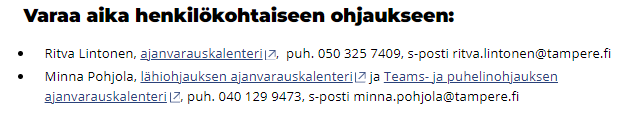 Varaa aika henkilökohtaiseen ohjaukseen:
• Ritva Lintonen, ajanvarauskalenteri, puh. 050 325 7409, s-posti ritva.lintonen@tampere.fi
• Minna Pohjola, lähiohjauksen ajanvarauskalenteri ja Teams- ja puhelinohjauksen
ajanvarauskalenteri, puh. 040 129 9473, s-posti minna.pohjola@tampere.fi